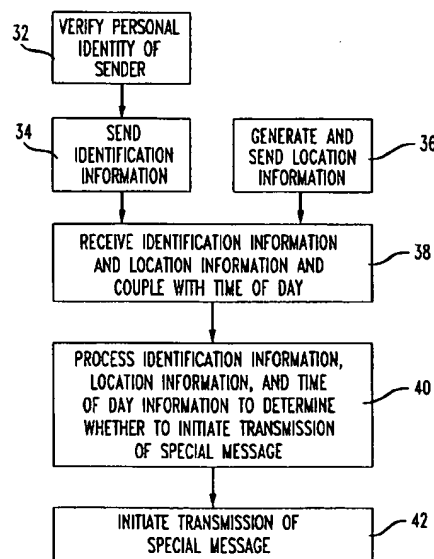 32
VERIFY PERSONAL
IDENTITY OF
SENDER
34
SEND
IDENTIFICATION
INFORMATION
GENERATE AND
SEND LOCATION
INFORMATION
36
RECEIVE IDENTIFICATION INFORMATION
AND LOCATION INFORMATION AND
COUPLE WITH TIME OF DAY
38
PROCESS IDENTIFICATION INFORMATION,
LOCATION INFORMATION, AND TIME
OF DAY INFORMATION TO DETERMINE
WHETHER TO INITIATE TRANSMISSION
OF SPECIAL MESSAGE
40
INITIATE TRANSMISSION OF
SPECIAL MESSAGE
42